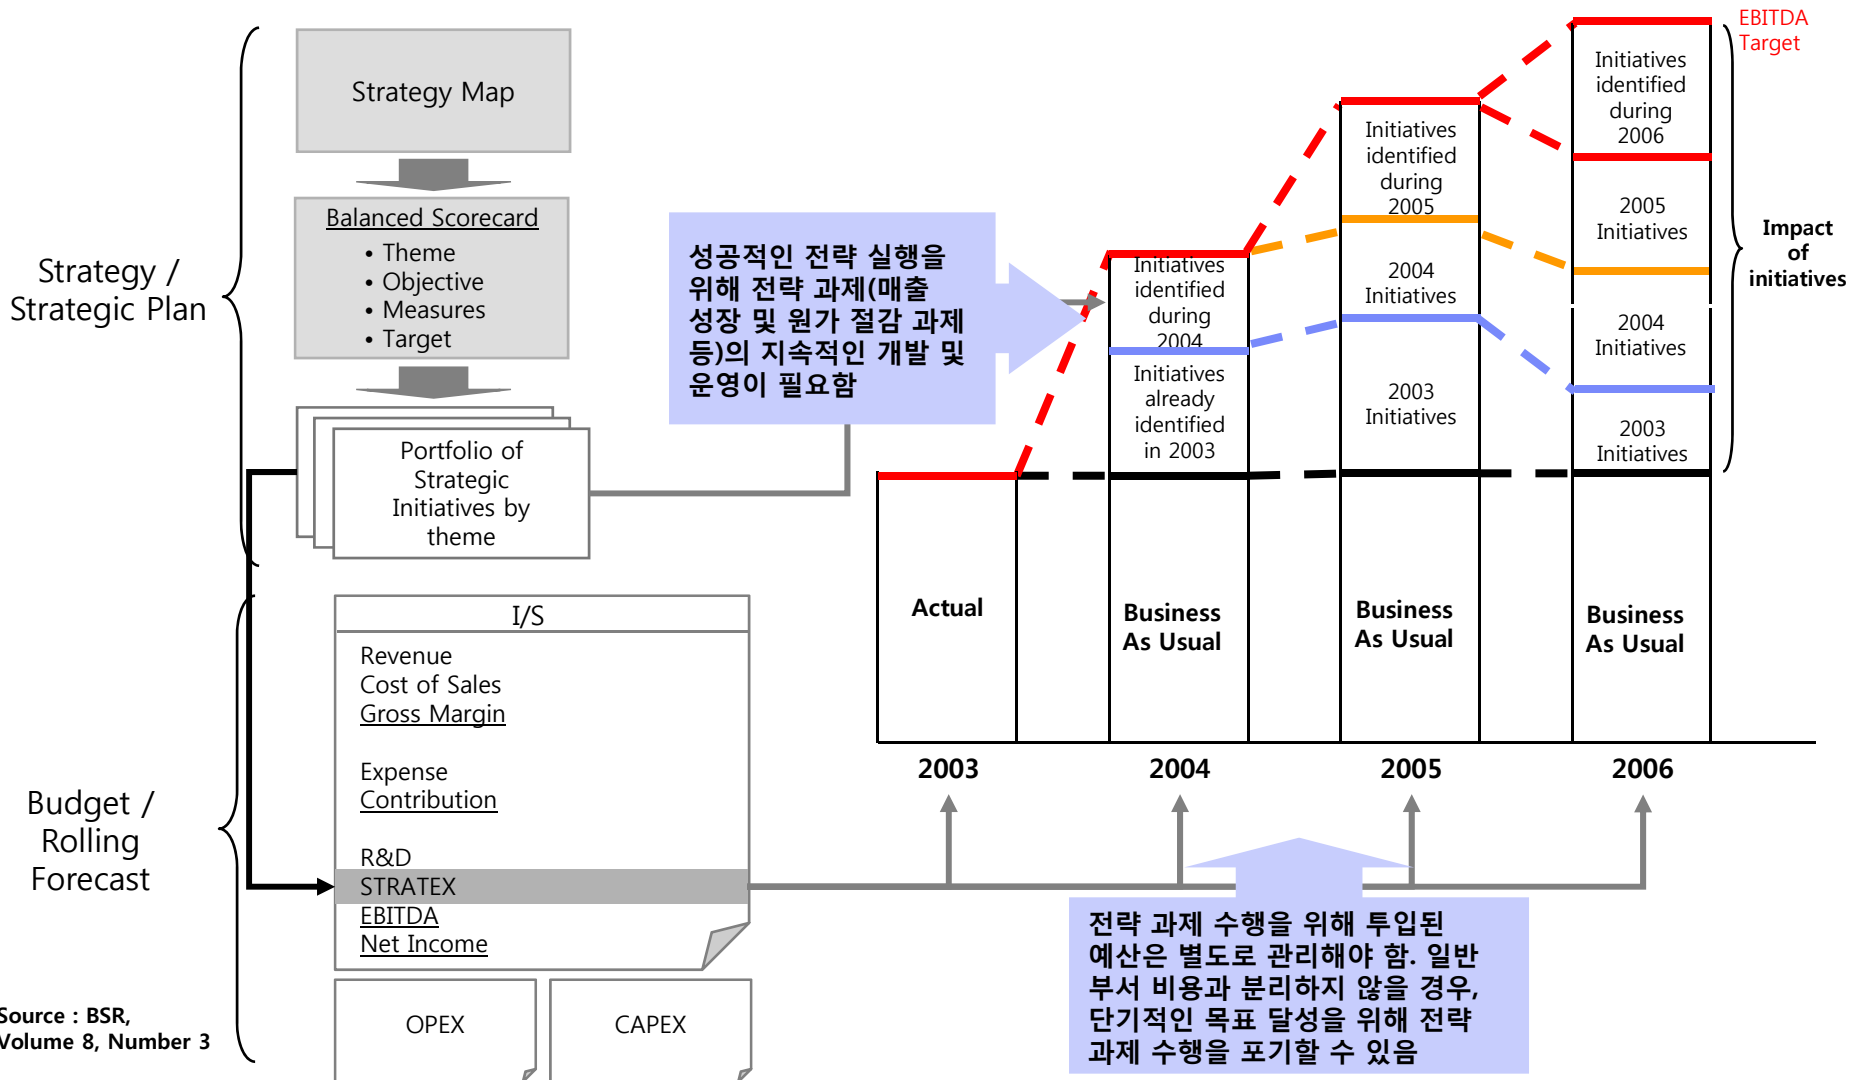 Strategy /
Strategic Plan
Strategy Map
Balanced Scorecard
• Theme
• Objective
• Measures
• Target
Portfolio of
Strategic
Initiatives by
theme
성공적인 전략 실행을
위해 전략 과제(매출
성장 및 원가 절감 과제
등)의 지속적인 개발 및
운영이 필요함
EBITDA
Target
Initiatives
identified
during
2004
Initiatives
already
identified
in 2003
Initiatives
identified
during
2005
2004
Initiatives
2003
Initiatives
Initiatives
identified
during
2006
2005
Initiatives
2004
Initiatives
2003
Initiatives
Impact
of
initiatives
Actual
Business
As Usual
Business
As Usual
Business
As Usual
2003
2004
2005
2006
Budget /
Rolling
Forecast
I/S
Revenue
Cost of Sales
Gross Margin
Expense
Contribution
R&D
STRATEX
EBITDA
Net Income
OPEX
CAPEX
전략 과제 수행을 위해 투입된
예산은 별도로 관리해야 함. 일반
부서 비용과 분리하지 않을 경우,
단기적인 목표 달성을 위해 전략
과제 수행을 포기할 수 있음
Source : BSR,
Volume 8, Number 3